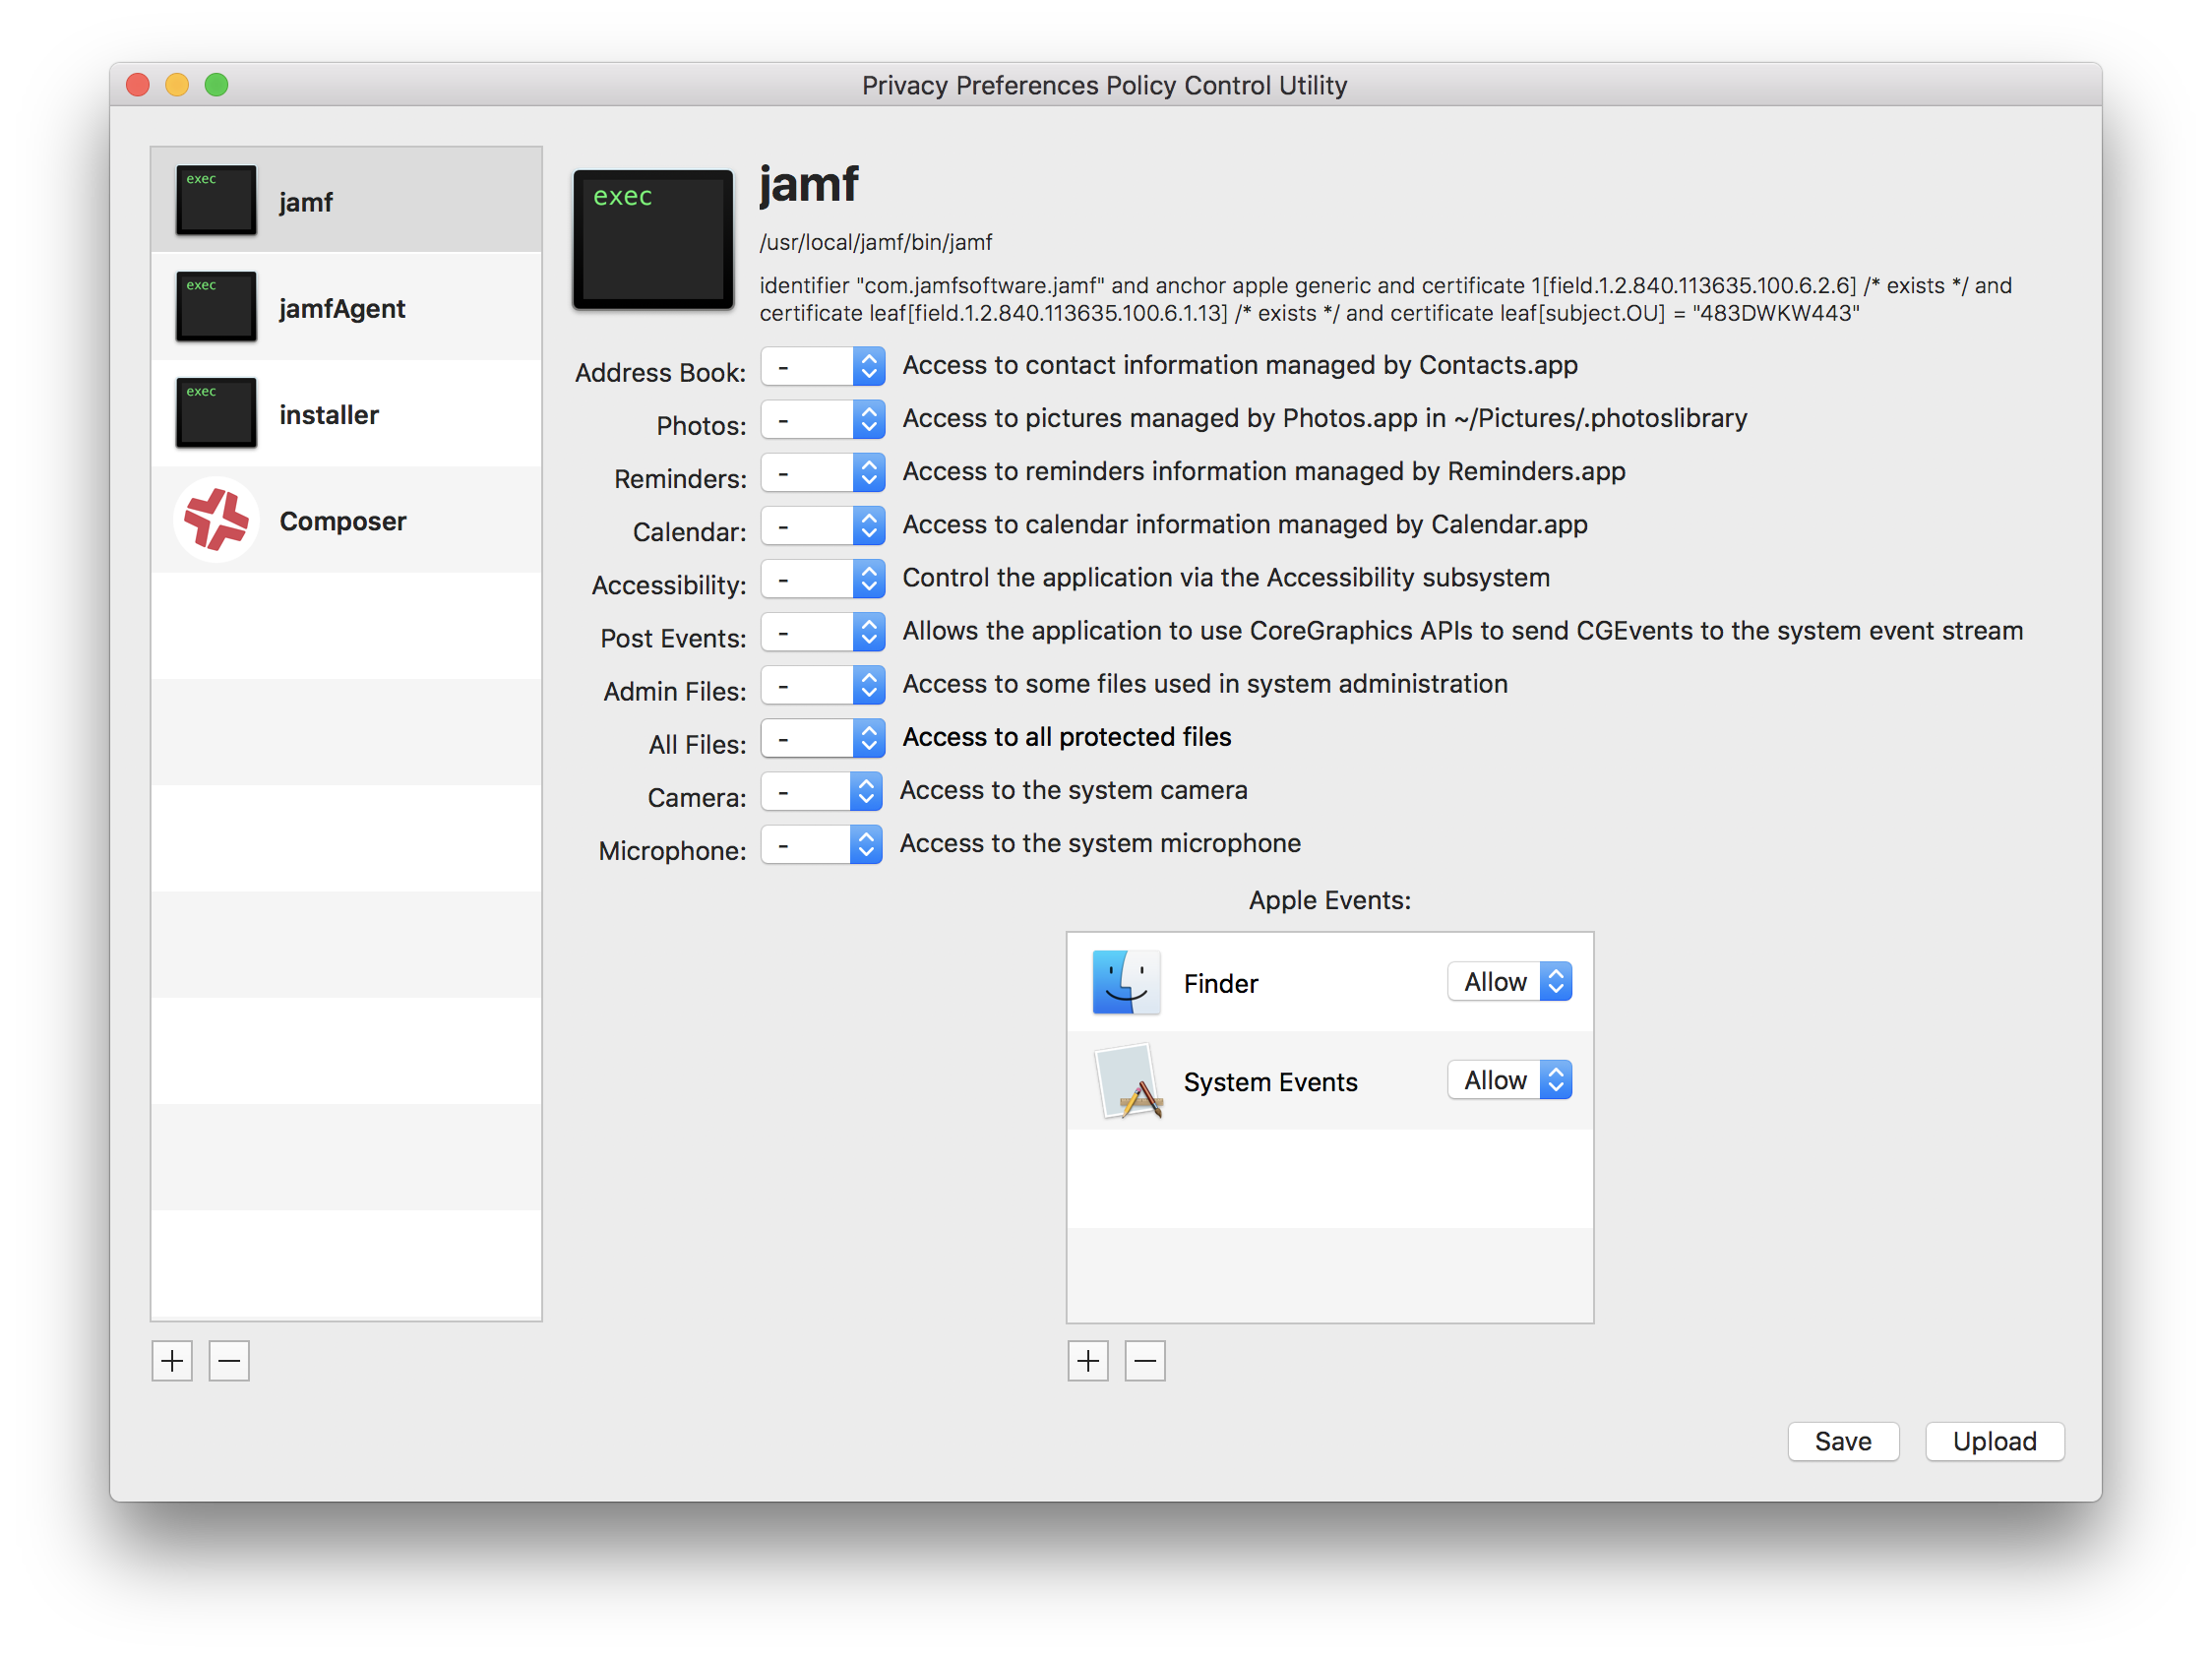 Privacy Preferences Policy Control Utility
exec
jamf
exec
jamfAgent
exec
installer
Composer
exec
jamf
/usr/local/jamf/bin/jamf
identifier "com.jamfsoftware.jamf" and anchor apple generic and certificate 1[field.1.2.840.113635.100.6.2.6] /* exists */ and
certificate leaf[field.1.2.840.113635.100.6.1.13] /* exists */ and certificate leaf[subject.OU] = "483DWKW443"
Address Book: - Access to contact information managed by Contacts.app
Photos: - Access to pictures managed by Photos.app in ~/Pictures/.photoslibrary
Reminders: - Access to reminders information managed by Reminders.app
Calendar: - Access to calendar information managed by Calendar.app
Accessibility: - Control the application via the Accessibility subsystem
Post Events: - Allows the application to use CoreGraphics APIs to send CGEvents to the system event stream
Admin Files: - Access to some files used in system administration
All Files: - Access to all protected files
Camera: - Access to the system camera
Microphone: - Access to the system microphone
Apple Events:
Finder Allow
System Events Allow
Save Upload